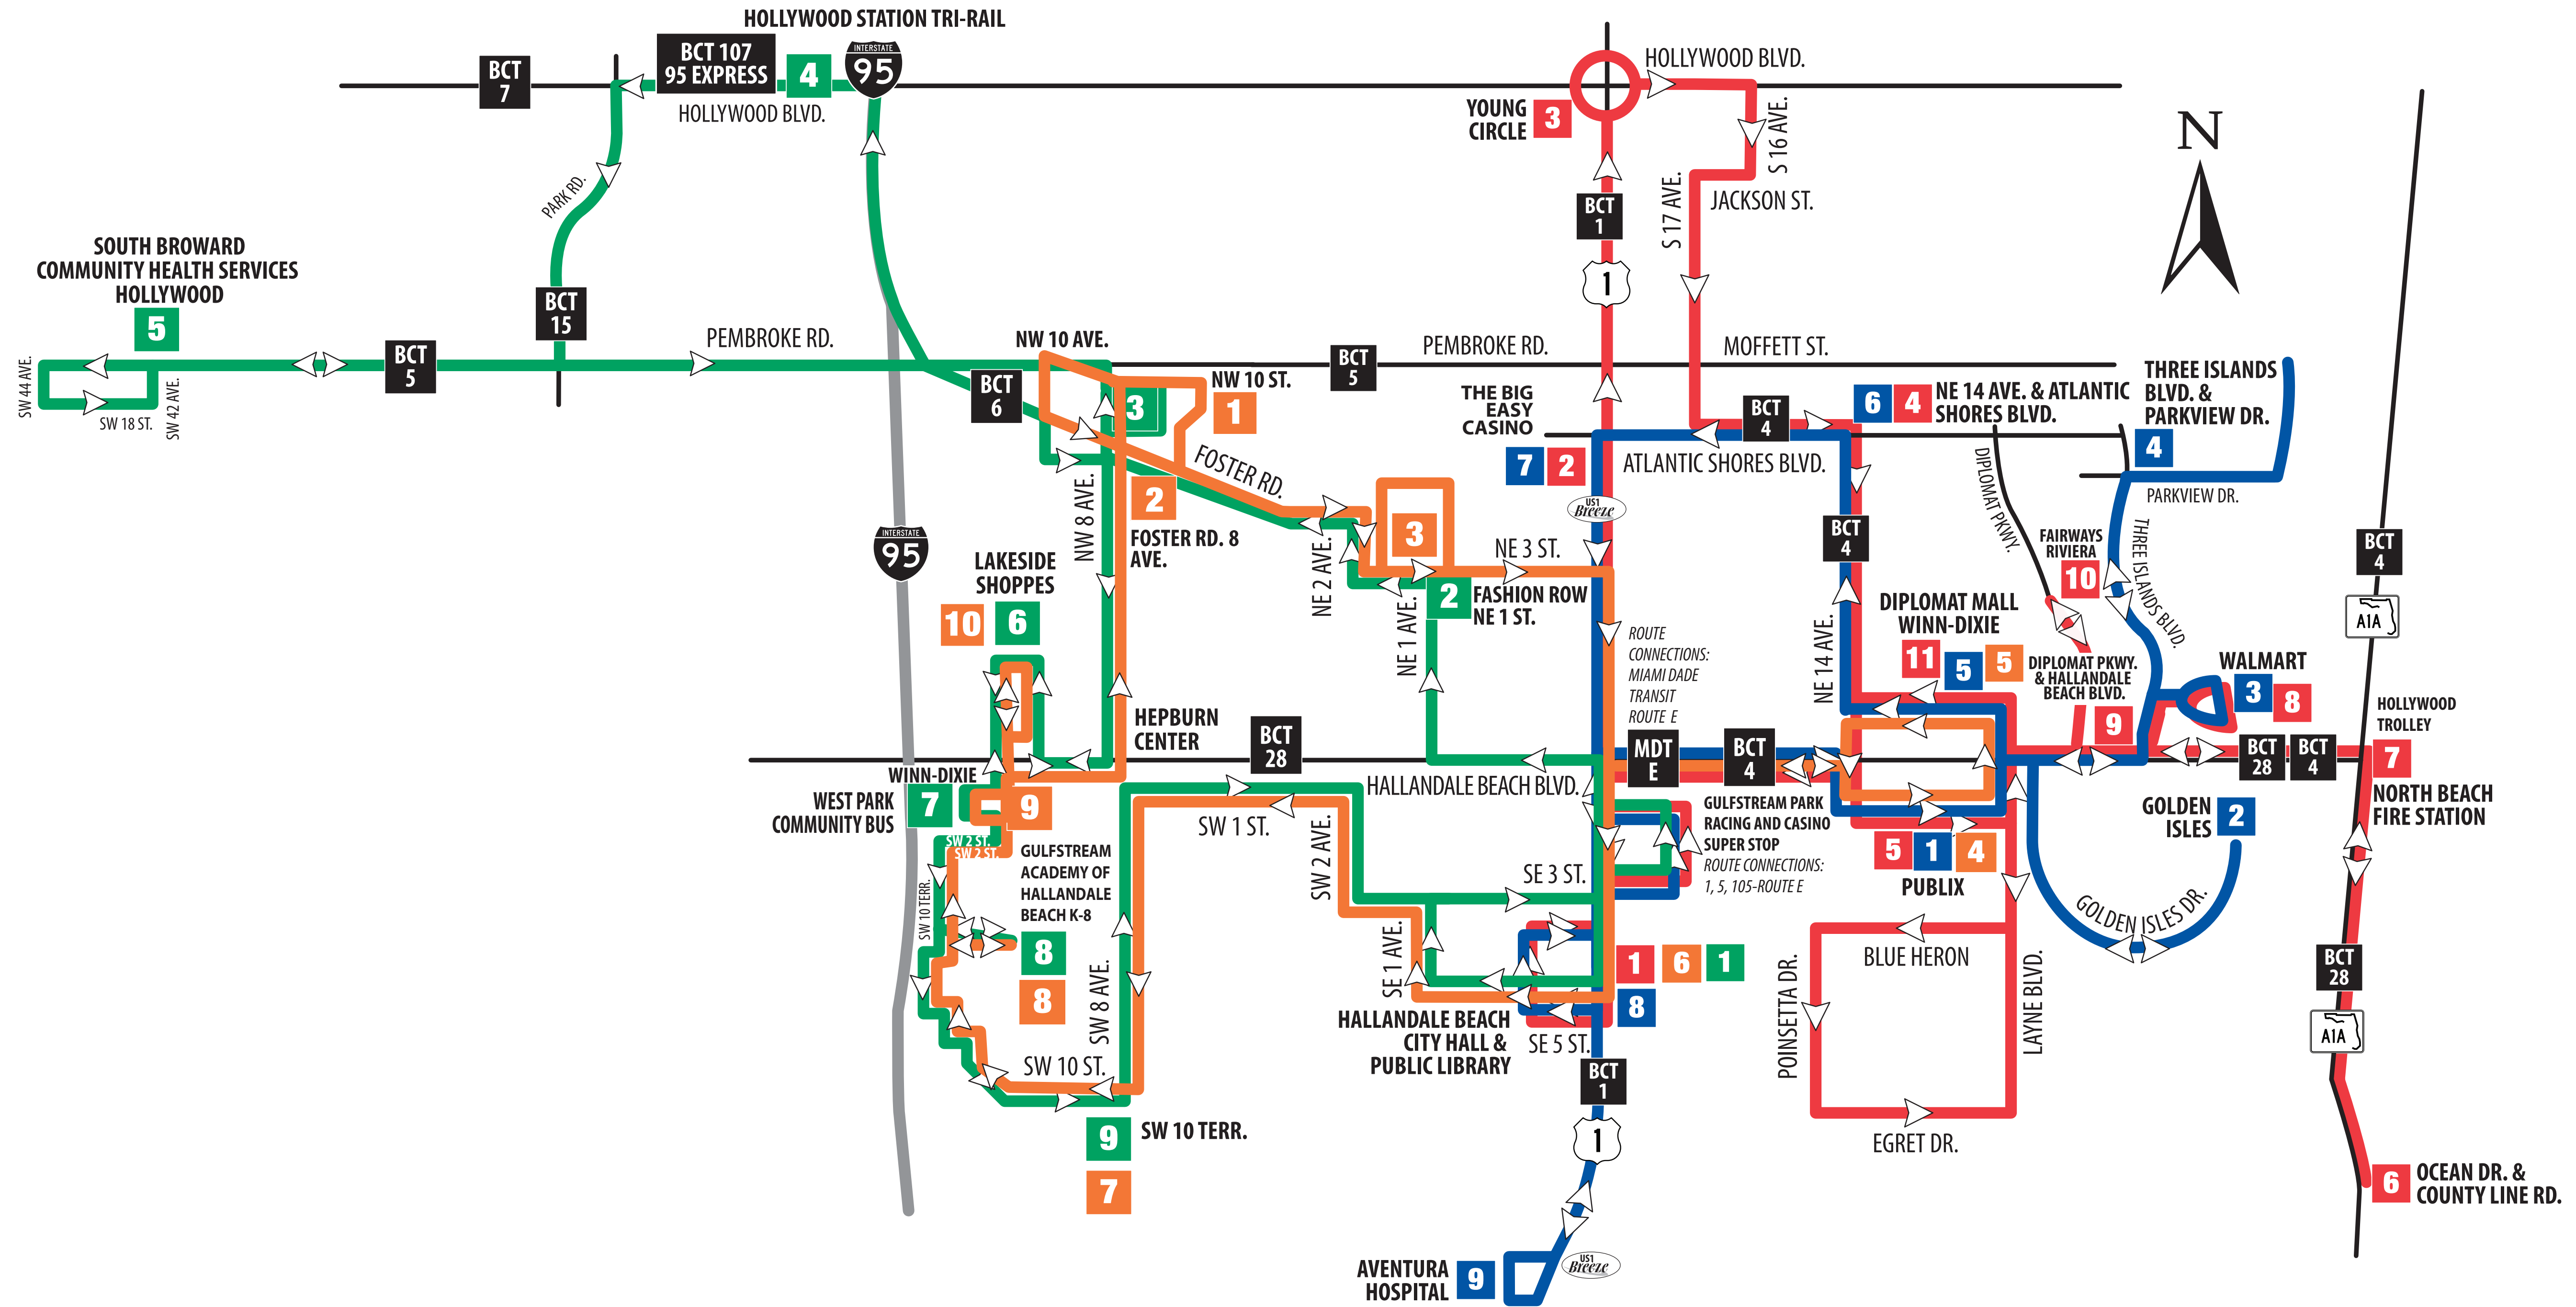 HOLLYWOOD STATION TRI-RAIL
BCT
7
BCT 107
95 EXPRESS
4
INTERSTATE
95
HOLLYWOOD BLVD.
HOLLYWOOD BLVD.
YOUNG
CIRCLE
3
S 16 AVE.
N
PARK RD.
BCT
1
S 17 AVE.
JACKSON ST.
SOUTH BROWARD
COMMUNITY HEALTH SERVICES
HOLLYWOOD
5
BCT
15
1
PEMBROKE RD.
NW 10 AVE.
PEMBROKE RD.
MOFFETT ST.
BCT
5
BCT
5
SW 44 AVE.
SW 18 ST.
SW 42 AVE.
BCT
6
3
NW 10 ST.
1
THE BIG
EASY
CASINO
7
2
BCT
4
6
4
NE 14 AVE. & ATLANTIC
SHORES BLVD.
THREE ISLANDS
BLVD. &
PARKVIEW DR.
4
ATLANTIC SHORES BLVD.
PARKVIEW DR.
DIPLOMAT PKWY.
FOSTER RD.
US1
Breeze
NW 8 AVE.
2
FOSTER RD. 8
AVE.
3
NE 3 ST.
NE 2 AVE.
INTERSTATE
95
BCT
4
FAIRWAYS
RIVIERA
10
THREE ISLANDS BLVD.
BCT
4
A1A
LAKESIDE
SHOPPES
10
6
2
FASHION ROW
NE 1 ST.
NE 1 AVE.
ROUTE
CONNECTIONS:
MIAMI DADE
TRANSIT
ROUTE E
NE 14 AVE.
DIPLOMAT MALL
WINN-DIXIE
11
5
5
DIPLOMAT PKWY.
& HALLANDALE
BEACH BLVD.
9
WALMART
3
8
HOLLYWOOD
TROLLEY
7
NORTH BEACH
FIRE STATION
HEPBURN
CENTER
BCT
28
MDT
E
BCT
4
BCT
28
BCT
4
WINN-DIXIE
7
WEST PARK
COMMUNITY BUS
9
HALLANDALE BEACH BLVD.
SW 1 ST.
SW 2 AVE.
GULFSTREAM PARK
RACING AND CASINO
SUPER STOP
ROUTE CONNECTIONS:
1, 5, 105-ROUTE E
5
1
4
PUBLIX
GOLDEN
ISLES
2
GOLDEN ISLES DR.
SW 2 ST.
SW 2 ST.
SW 10 TERR.
GULFSTREAM
ACADEMY OF
HALLANDALE
BEACH K-8
8
8
SE 3 ST.
SE 1 AVE.
SW 8 AVE.
1
6
1
8
HALLANDALE BEACH
CITY HALL &
PUBLIC LIBRARY
SE 5 ST.
BLUE HERON
POINSETTA DR.
LAYNE BLVD.
EGRET DR.
BCT
28
A1A
SW 10 ST.
BCT
1
1
9
SW 10 TERR.
7
6
OCEAN DR. &
COUNTY LINE RD.
AVENTURA
HOSPITAL
9
US1
Breeze